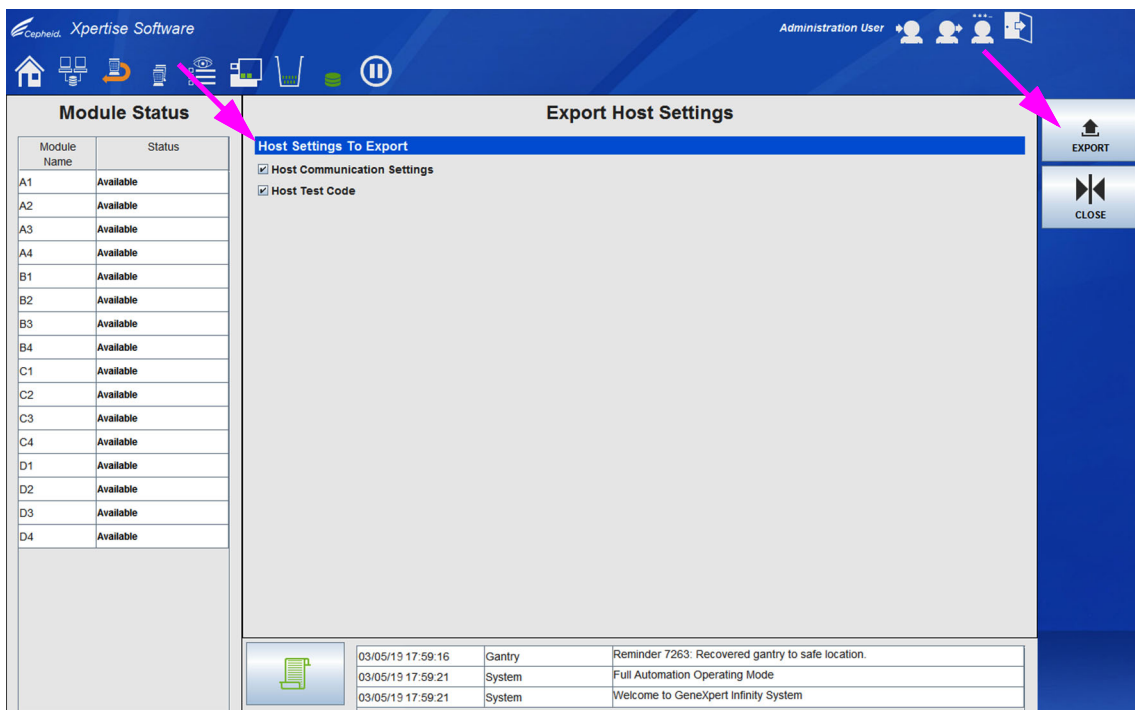 Cepheid. Xpertise Software
Administration User
Module Status
Export Host Settings
Module Name
Status
Host Settings To Export
EXPORT
Host Communication Settings
Host Test Code
CLOSE
A1 Available
A2 Available
A3 Available
A4 Available
B1 Available
B2 Available
B3 Available
B4 Available
C1 Available
C2 Available
C3 Available
C4 Available
D1 Available
D2 Available
D3 Available
D4 Available
03/05/19 17:59:16 Gantry Reminder 7263: Recovered gantry to safe location.
03/05/19 17:59:21 System Full Automation Operating Mode
03/05/19 17:59:21 System Welcome to GeneXpert Infinity System